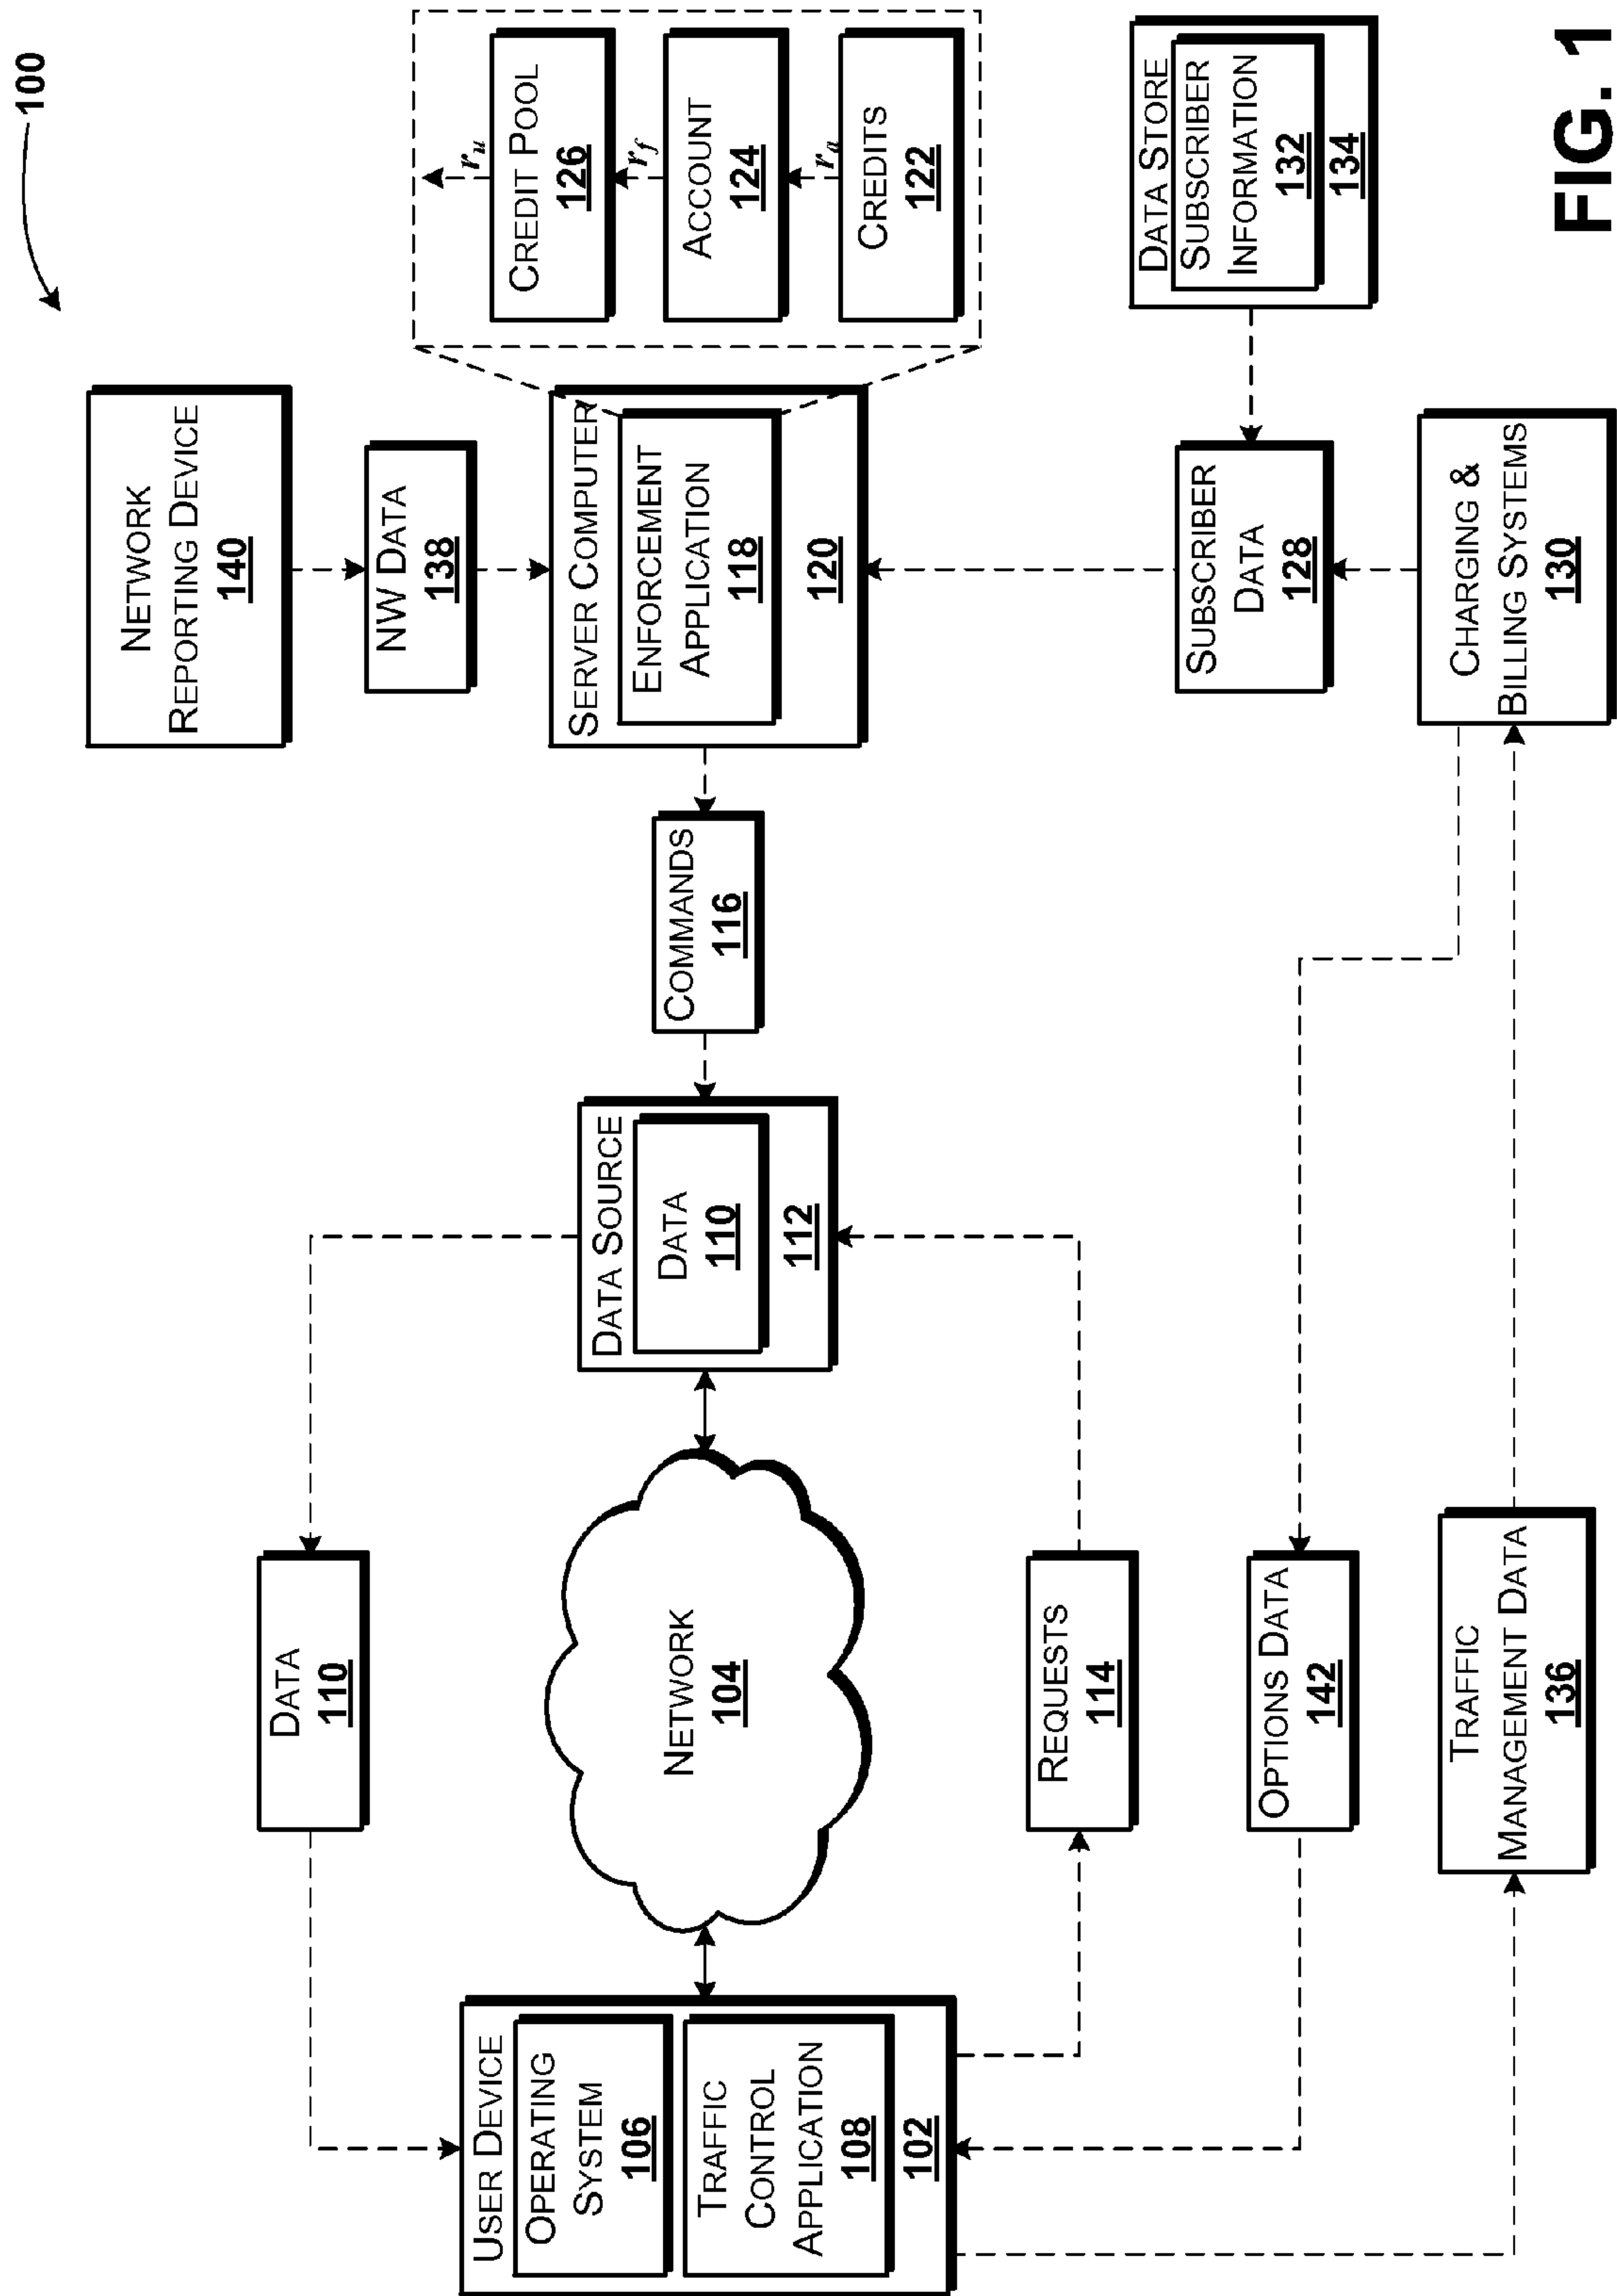 100
NETWORK
REPORTING DEVICE
140
NW DATA
138
SERVER COMPUTER
ENFORCEMENT
APPLICATION
118
120
r_u
CREDIT POOL
126
r_f
ACCOUNT
124
r_a
CREDITS
122
COMMANDS
116
DATA SOURCE
DATA
110
112
DATA
110
NETWORK
104
USER DEVICE
OPERATING
SYSTEM
106
TRAFFIC
CONTROL
APPLICATION
108
102
REQUESTS
114
OPTIONS DATA
142
TRAFFIC
MANAGEMENT DATA
136
SUBSCRIBER
DATA
128
DATA STORE
SUBSCRIBER
INFORMATION
132
134
CHARGING &
BILLING SYSTEMS
130
FIG. 1